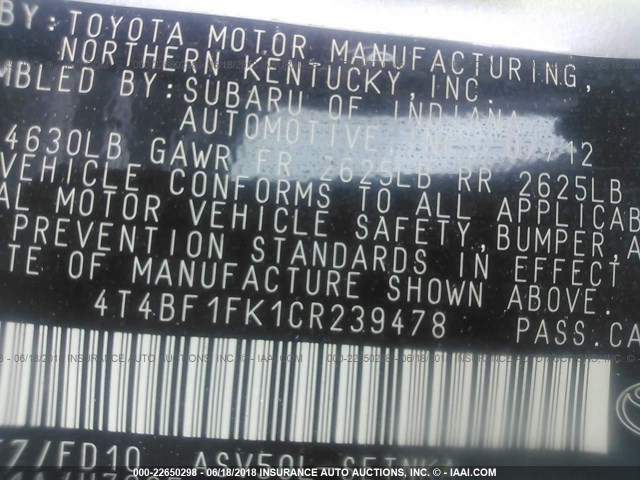 BY:TOYOTA MOTOR MANUFACTURING,
NORTHERN KENTUCKY,INC.
MBLED BY:SUBARU OF INDIANA
AUTOMOTIVE, 12
4630LB GAWR FR 2625LB RR 2625LB
VEHICLE CONFORMS TO ALL APPLICAB
AL MOTOR VEHICLE SAFETY,BUMPER,A
PREVENTION STANDARDS IN EFFECT
TE OF MANUFACTURE SHOWN ABOVE.
4T4BF1FK1CR239478 PASS.CA
/FD10 ASV50L
000-22650298 - 06/18/2018 - INSURANCE AUTO AUCTIONS - IAAI.COM